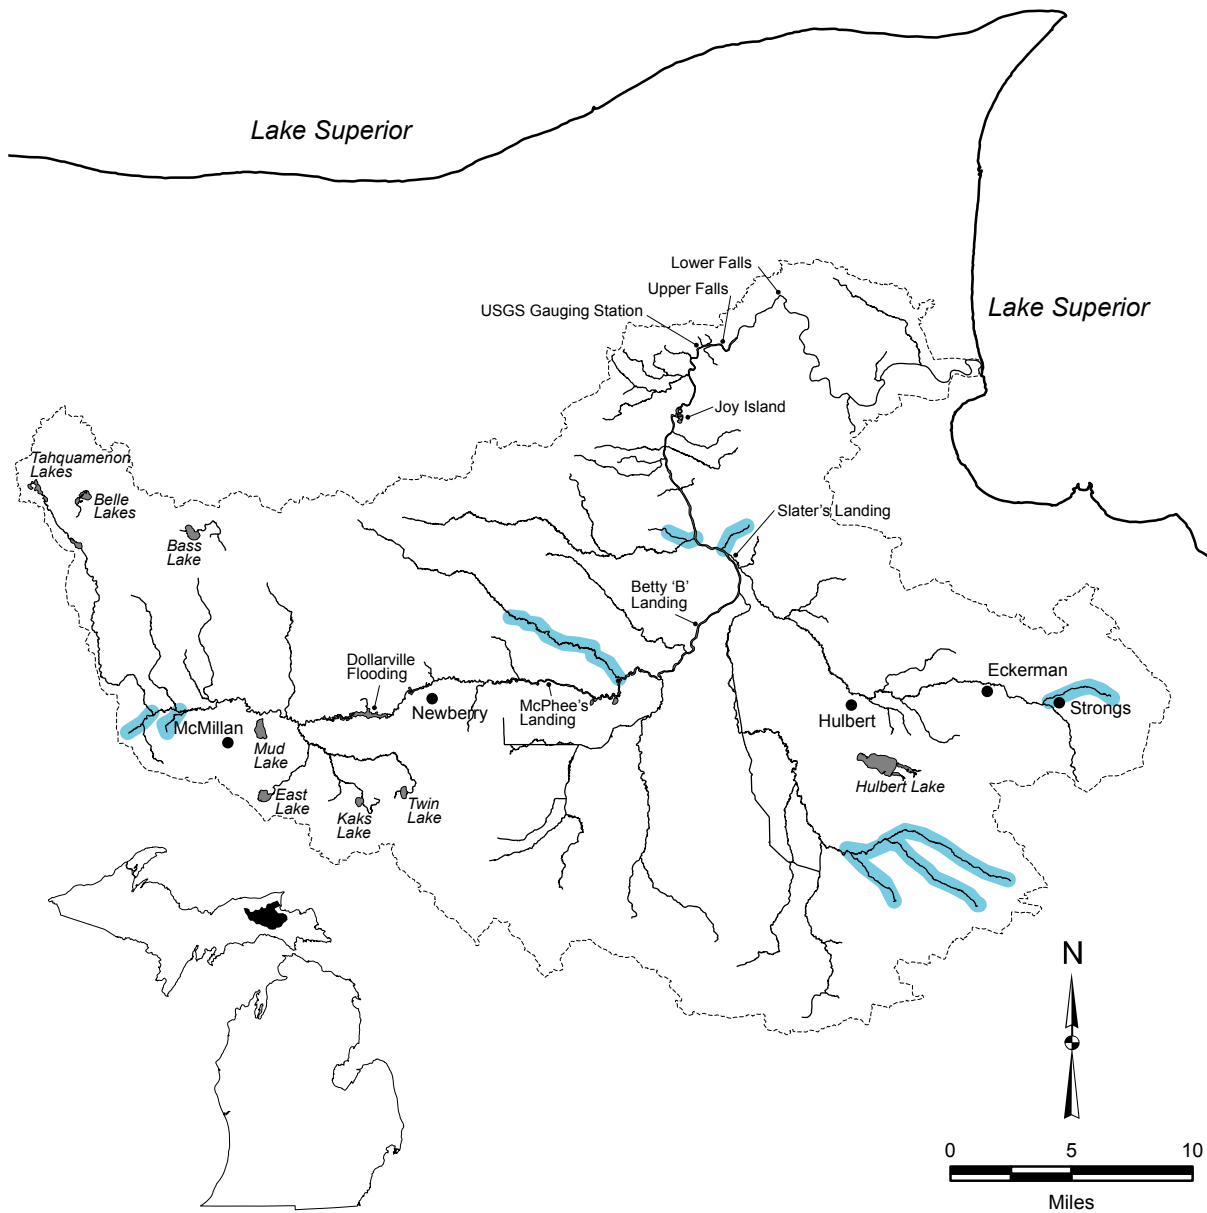 Lake Superior
Lower Falls
Upper Falls
USGS Gauging Station
Lake Superior
Joy Island
Tahquamenon
Lakes
Belle
Lakes
Bass
Lake
Slater's Landing
Betty 'B'
Landing
Dollarville
Flooding
Eckerman
McPhee's
Landing
Newberry
Strongs
Hulbert
McMillan
Mud
Lake
Hulbert Lake
East
Lake
Kaks
Lake
Twin
Lake
N
0 5 10
Miles